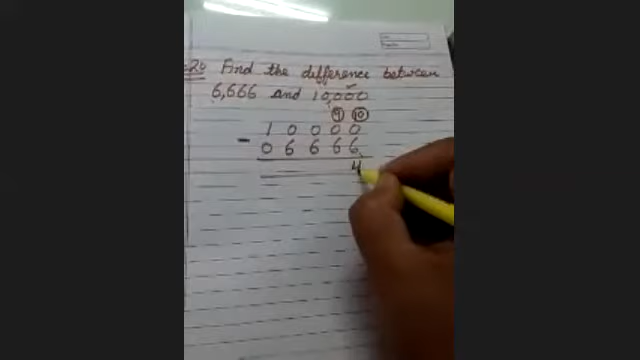 20 Find the difference between
6,666 and 10,000
9 10
1 0 0 0 0
- 0 6 6 6 6
4